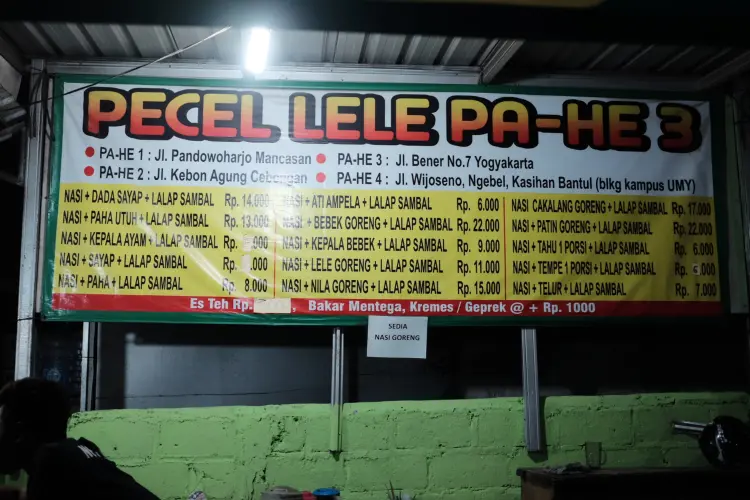 PECEL LELE PA-HE 3
PA-HE 1 : Jl. Pandowoharjo Mancasan
PA-HE 2 : Jl. Kebon Agung Cebongan
PA-HE 3 : Jl. Bener No.7 Yogyakarta
PA-HE 4 : Jl. Wijoseno, Ngebel, Kasihan Bantul (blkg kampus UMY)
NASI + DADA SAYAP + LALAP SAMBAL Rp. 14.000
NASI + PAHA UTUH + LALAP SAMBAL Rp. 13.000
NASI + KEPALA AYAM + LALAP SAMBAL Rp. .000
NASI + SAYAP + LALAP SAMBAL Rp. .000
NASI + PAHA + LALAP SAMBAL Rp. 8.000
NASI + ATI AMPELA + LALAP SAMBAL Rp. 6.000
NASI + BEBEK GORENG + LALAP SAMBAL Rp. 22.000
NASI + KEPALA BEBEK + LALAP SAMBAL Rp. 9.000
NASI + LELE GORENG + LALAP SAMBAL Rp. 11.000
NASI + NILA GORENG + LALAP SAMBAL Rp. 15.000
NASI CAKALANG GORENG + LALAP SAMBAL Rp. 17.000
NASI + PATIN GORENG + LALAP SAMBAL Rp. 22.000
NASI + TAHU 1 PORSI + LALAP SAMBAL Rp. 6.000
NASI + TEMPE 1 PORSI + LALAP SAMBAL Rp. 6.000
NASI + TELUR + LALAP SAMBAL Rp. 7.000
Es Teh Rp. , Bakar Mentega, Kremes / Geprek @ + Rp. 1000
SEDIA
NASI GORENG